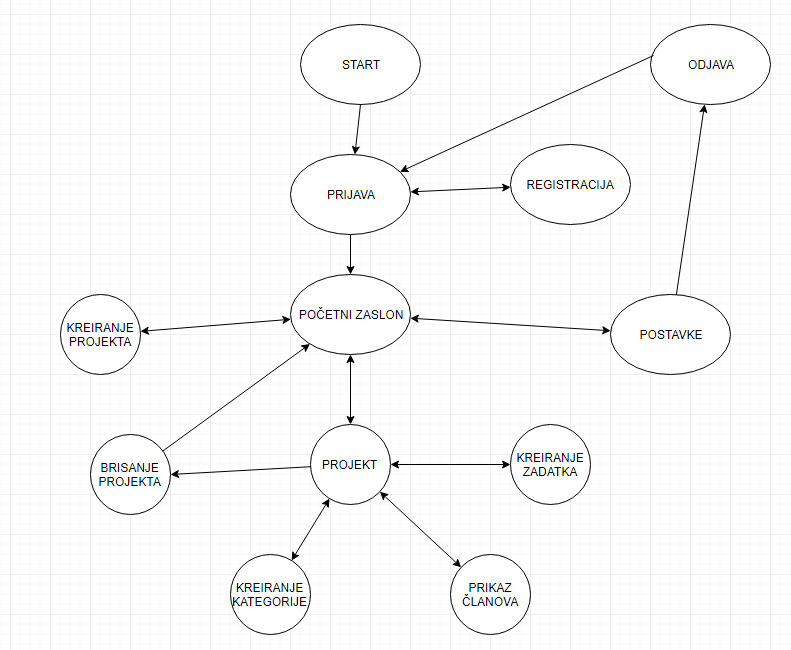 START
ODJAVA
PRIJAVA
REGISTRACIJA
POČETNI ZASLON
KREIRANJE
PROJEKTA
POSTAVKE
BRISANJE
PROJEKTA
PROJEKT
KREIRANJE
ZADATKA
KREIRANJE
KATEGORIJE
PRIKAZ
ČLANOVA